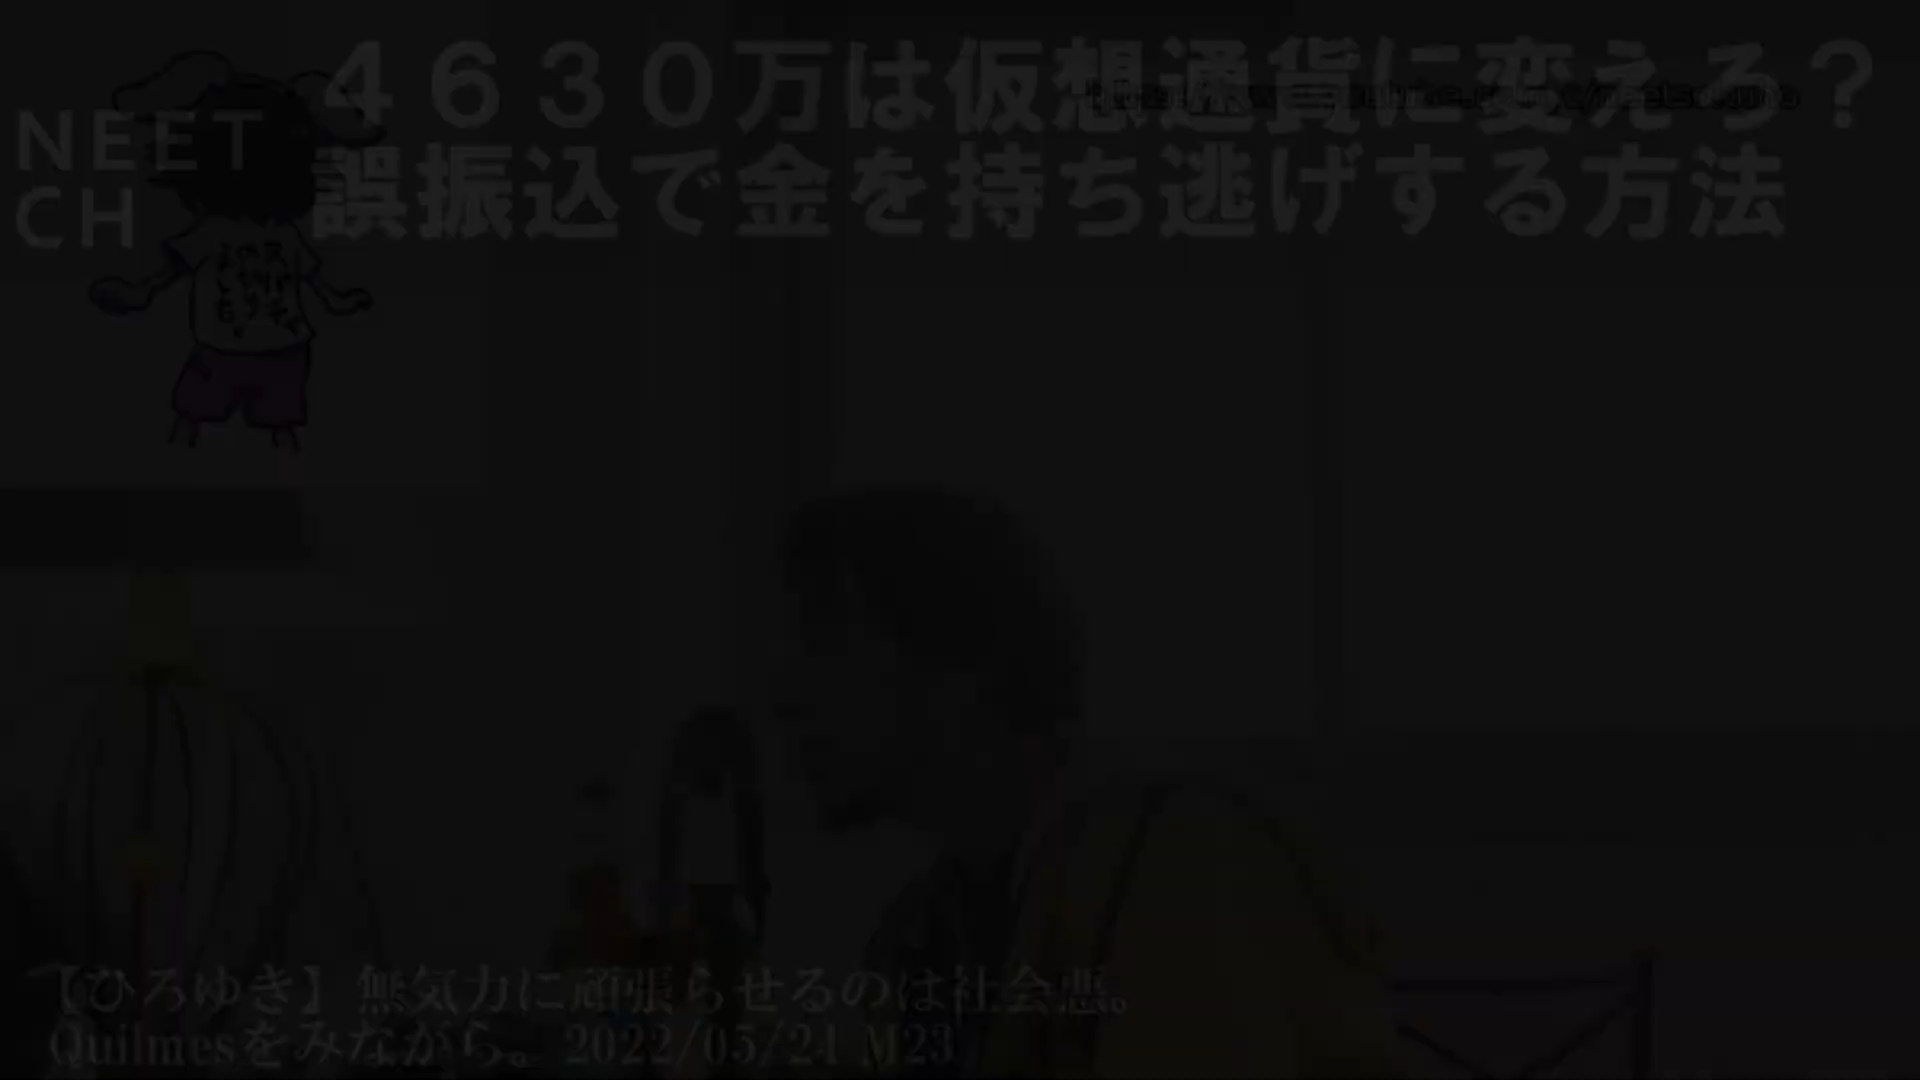 ４６３０万は仮想通貨に変えろ？
誤振込で金を持ち逃げする方法
NEET
CH
【ひろゆき】無気力に頑張らせるのは社会悪。
Quilmesをみながら。 2022/05/21 M23